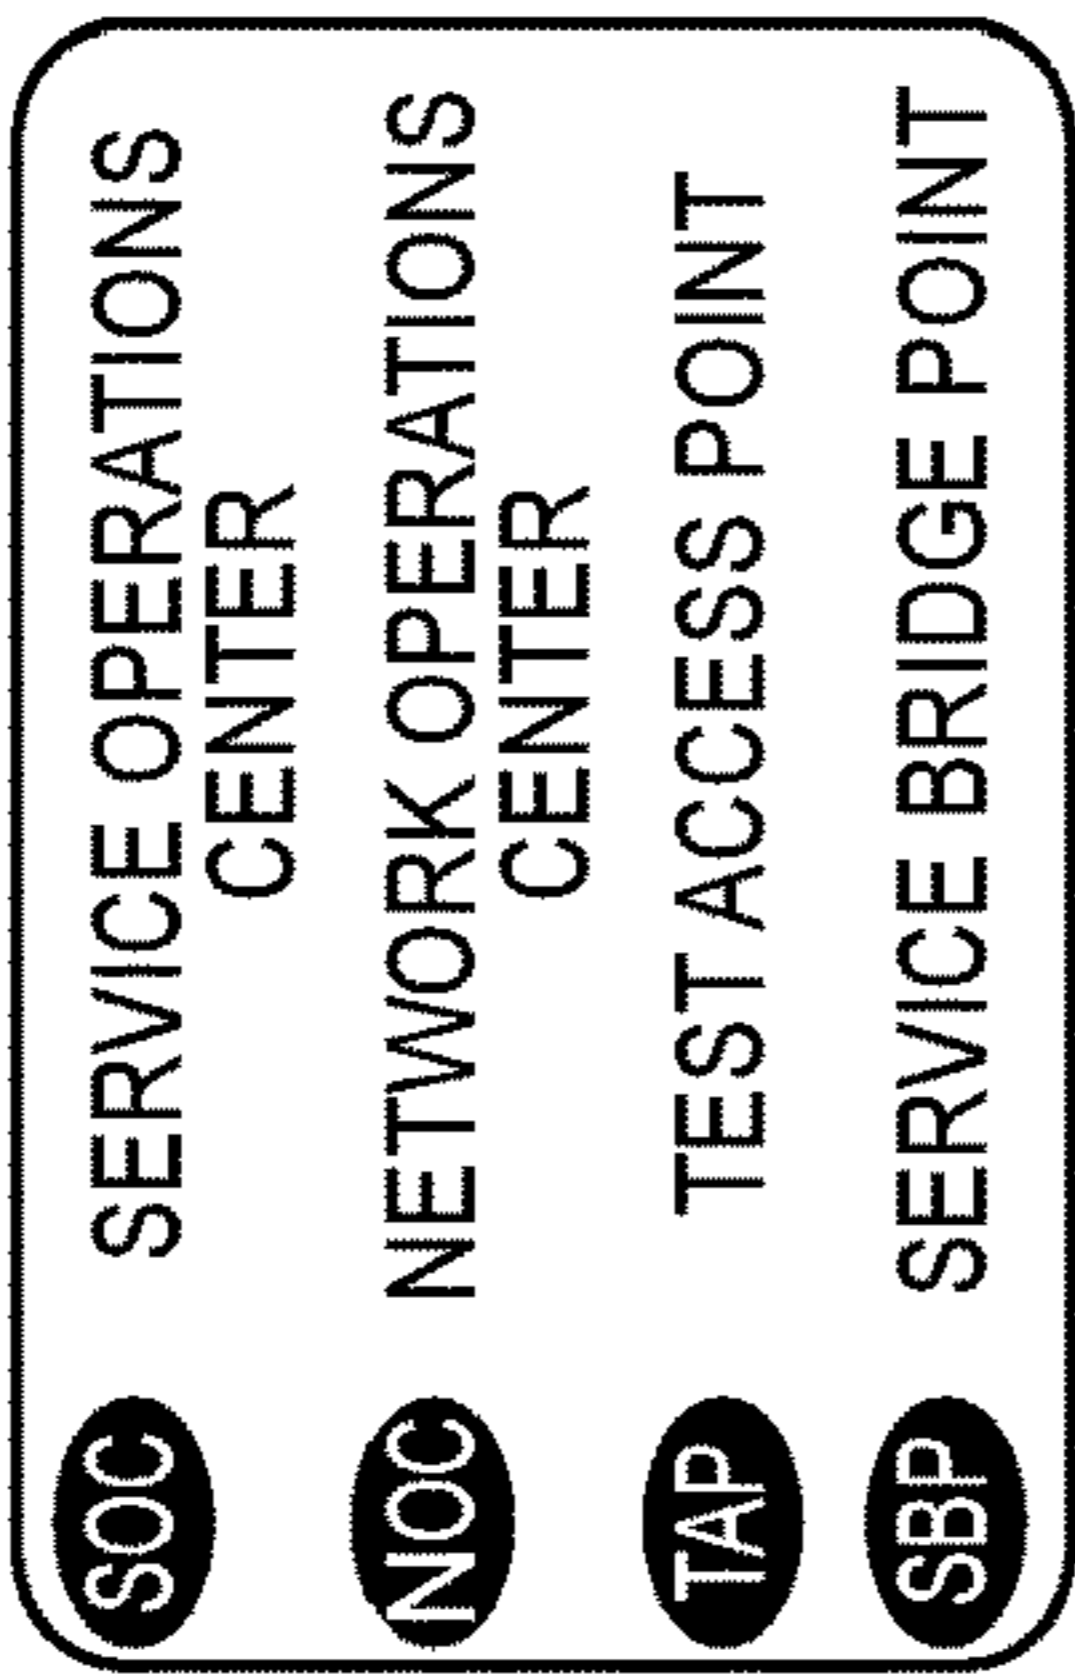 SOC SERVICE OPERATIONS
CENTER
NOC NETWORK OPERATIONS
CENTER
TAP TEST ACCESS POINT
SBP SERVICE BRIDGE POINT